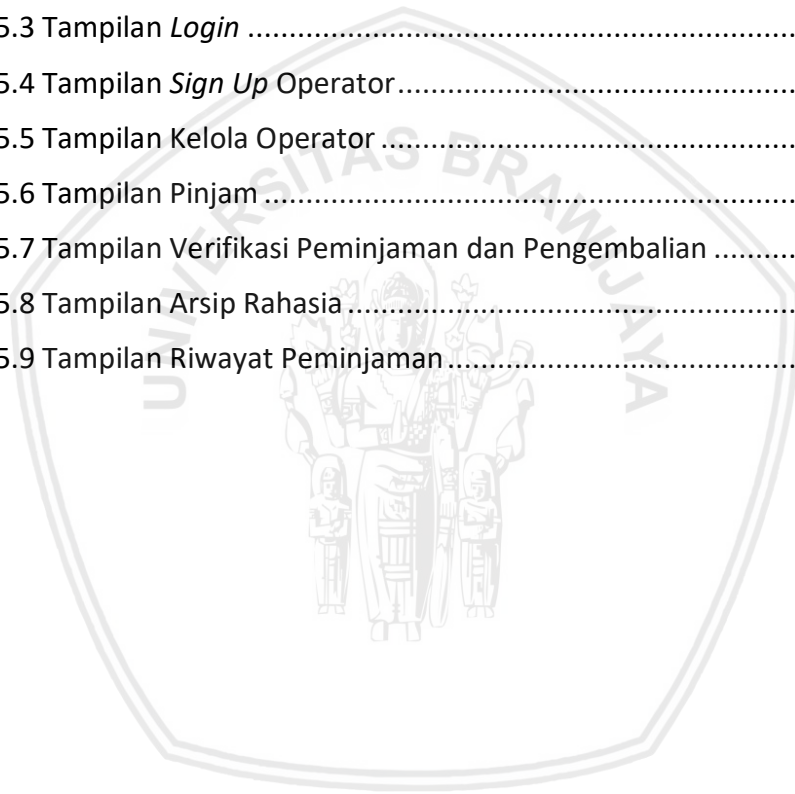 5.3 Tampilan Login ....................................................................
5.4 Tampilan Sign Up Operator....................................................
5.5 Tampilan Kelola Operator .....................................................
5.6 Tampilan Pinjam ...................................................................
5.7 Tampilan Verifikasi Peminjaman dan Pengembalian ..........
5.8 Tampilan Arsip Rahasia.........................................................
5.9 Tampilan Riwayat Peminjaman............................................
UNIVERSITAS BRAWIJAYA